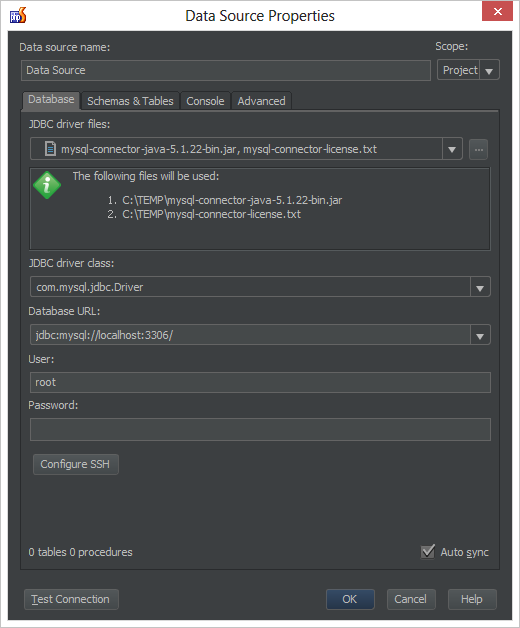 Data Source Properties
Data source name:
Scope:
Data Source
Project
Database
Schemas & Tables
Console
Advanced
JDBC driver files:
mysql-connector-java-5.1.22-bin.jar, mysql-connector-license.txt
...
The following files will be used:
1. C:\TEMP\mysql-connector-java-5.1.22-bin.jar
2. C:\TEMP\mysql-connector-license.txt
JDBC driver class:
com.mysql.jdbc.Driver
Database URL:
jdbc:mysql://localhost:3306/
User:
root
Password:
Configure SSH
0 tables 0 procedures
Auto sync
Test Connection
OK
Cancel
Help